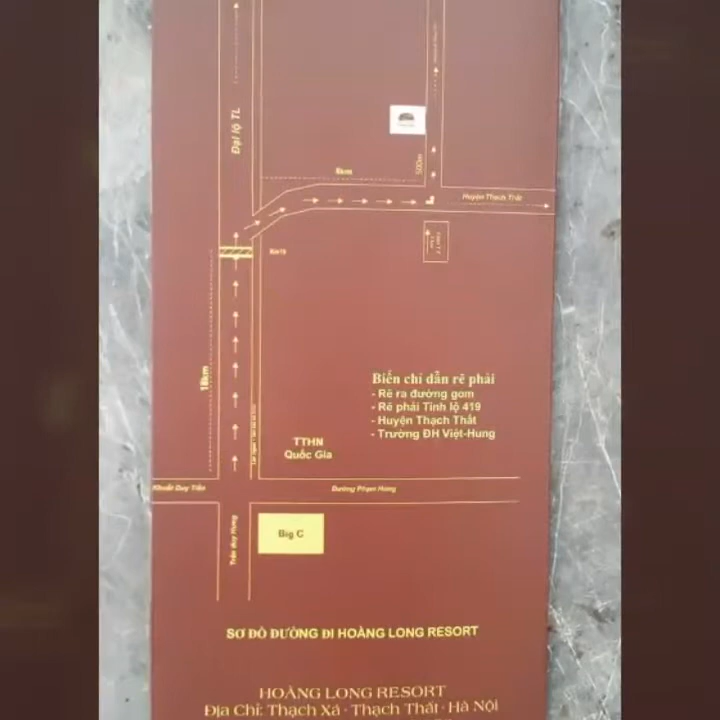 Đại lộ TL
6km
500m
Huyện Thạch Thất
18km
Biển chỉ dẫn rẽ phải
- Rẽ ra đường gom
- Rẽ phải Tỉnh lộ 419
- Huyện Thạch Thất
- Trường ĐH Việt-Hung
TTHN
Quốc Gia
Khuất Duy Tiến
Đường Phạm Hùng
Trần duy Hưng
Big C
SƠ ĐỒ ĐƯỜNG ĐI HOÀNG LONG RESORT
HOÀNG LONG RESORT
Địa Chỉ: Thạch Xá - Thạch Thất - Hà Nội